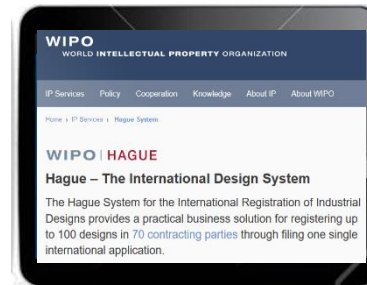 WIPO
WORLD INTELLECTUAL PROPERTY ORGANIZATION
IP Services Policy Cooperation Knowledge About IP About WIPO
Home › IP Services › Hague System
WIPO | HAGUE
Hague – The International Design System
The Hague System for the International Registration of Industrial
Designs provides a practical business solution for registering up
to 100 designs in 70 contracting parties through filing one single
international application.